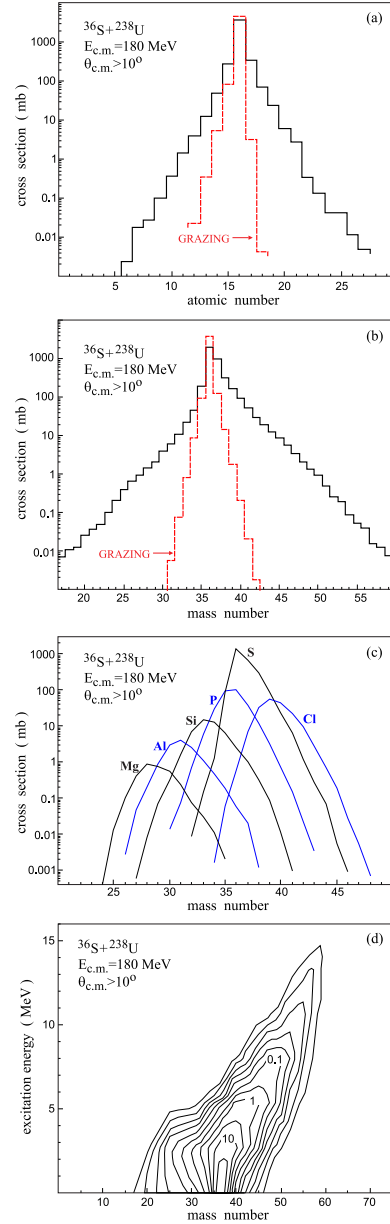 (a)
³⁶S+²³⁸U
E_c.m.=180 MeV
θ_c.m.>10°
cross section ( mb )
1000
100
10
1
0.1
0.01
GRAZING
5 10 15 20 25
atomic number
(b)
³⁶S+²³⁸U
E_c.m.=180 MeV
θ_c.m.>10°
cross section ( mb )
1000
100
10
1
0.1
0.01
GRAZING
20 25 30 35 40 45 50 55
mass number
(c)
³⁶S+²³⁸U
E_c.m.=180 MeV
θ_c.m.>10°
cross section ( mb )
1000
100
10
1
0.1
0.01
0.001
S
P
Cl
Si
Al
Mg
25 30 35 40 45
mass number
(d)
³⁶S+²³⁸U
E_c.m.=180 MeV
θ_c.m.>10°
excitation energy ( MeV )
15
10
5
0.1
1
10
10 20 30 40 50 60 70
mass number